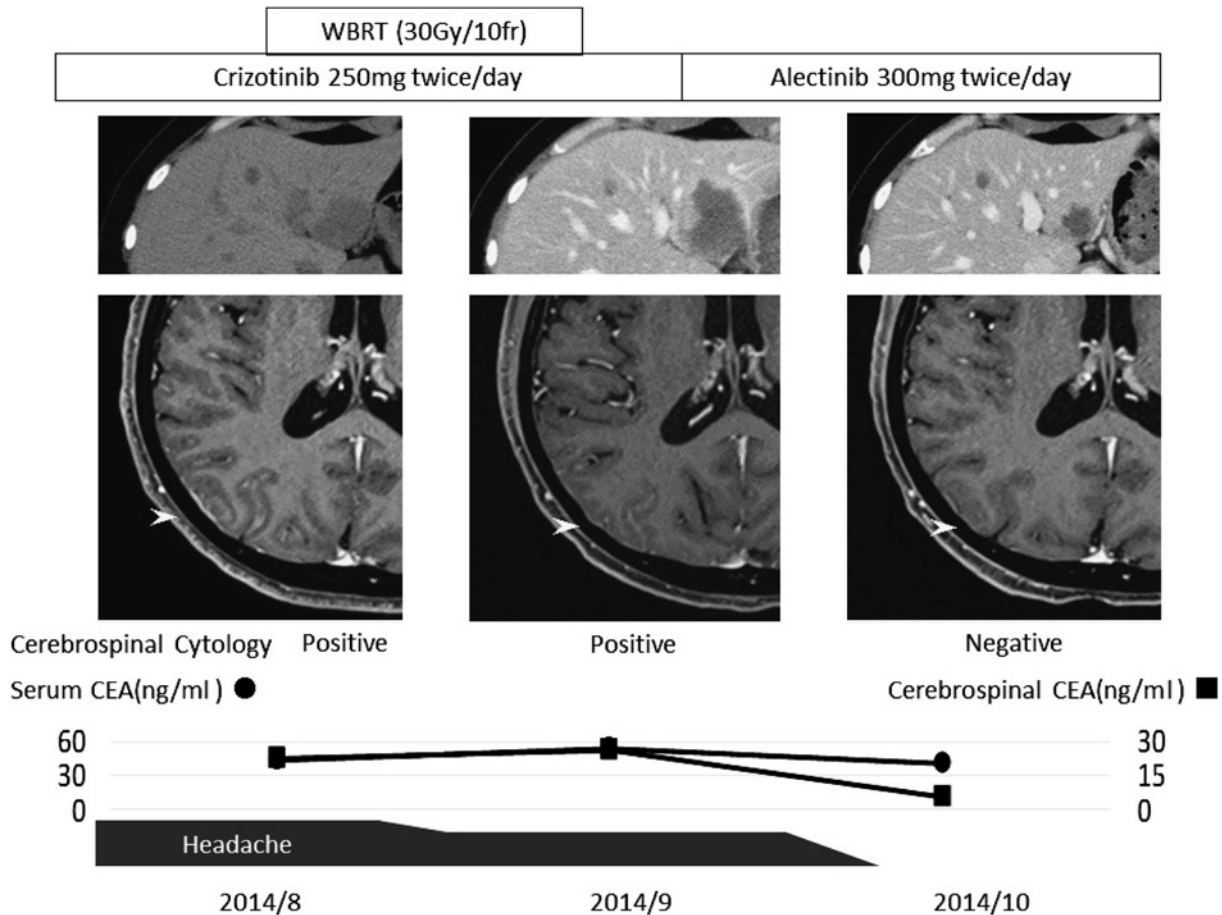 WBRT (30Gy/10fr)
Crizotinib 250mg twice/day Alectinib 300mg twice/day
Cerebrospinal Cytology Positive Positive Negative
Serum CEA(ng/ml) ● Cerebrospinal CEA(ng/ml) ■
60 30
30 15
0 0
Headache
2014/8 2014/9 2014/10